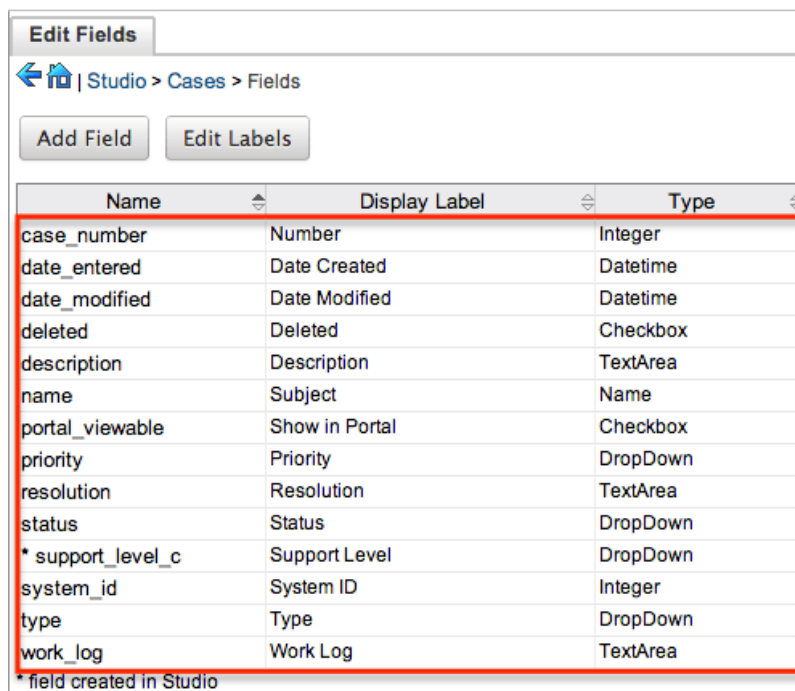 Edit Fields
| Studio > Cases > Fields
Add Field Edit Labels
Name Display Label Type
case_number Number Integer
date_entered Date Created Datetime
date_modified Date Modified Datetime
deleted Deleted Checkbox
description Description TextArea
name Subject Name
portal_viewable Show in Portal Checkbox
priority Priority DropDown
resolution Resolution TextArea
status Status DropDown
* support_level_c Support Level DropDown
system_id System ID Integer
type Type DropDown
work_log Work Log TextArea
* field created in Studio